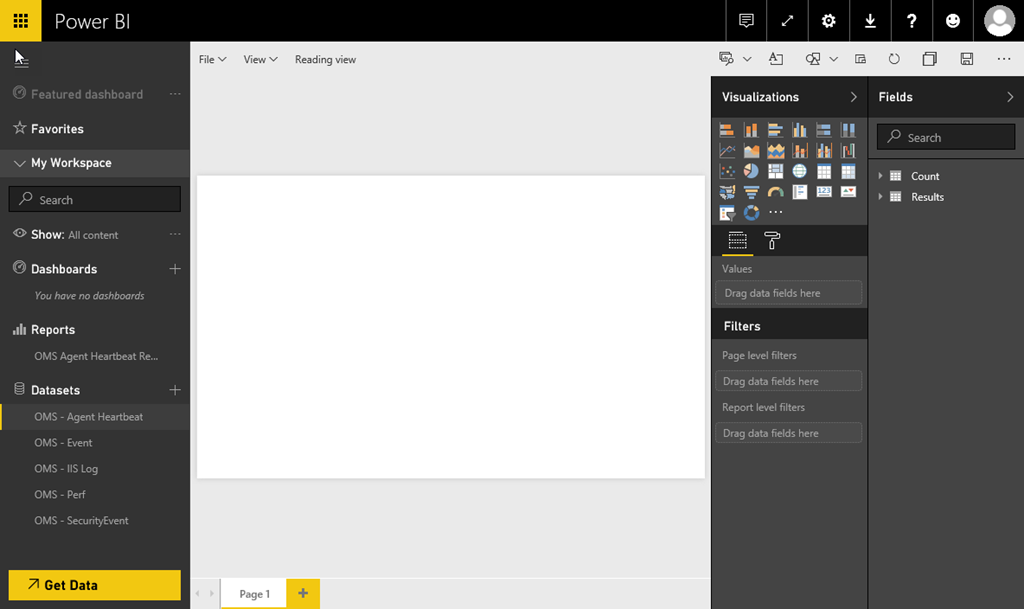 Power BI
?
File
View
Reading view
Featured dashboard
Favorites
My Workspace
Search
Show: All content
Dashboards
You have no dashboards
Reports
OMS Agent Heartbeat Re...
Datasets
OMS - Agent Heartbeat
OMS - Event
OMS - IIS Log
OMS - Perf
OMS - SecurityEvent
Get Data
Page 1
Visualizations
123
Values
Drag data fields here
Filters
Page level filters
Drag data fields here
Report level filters
Drag data fields here
Fields
Search
Count
Results